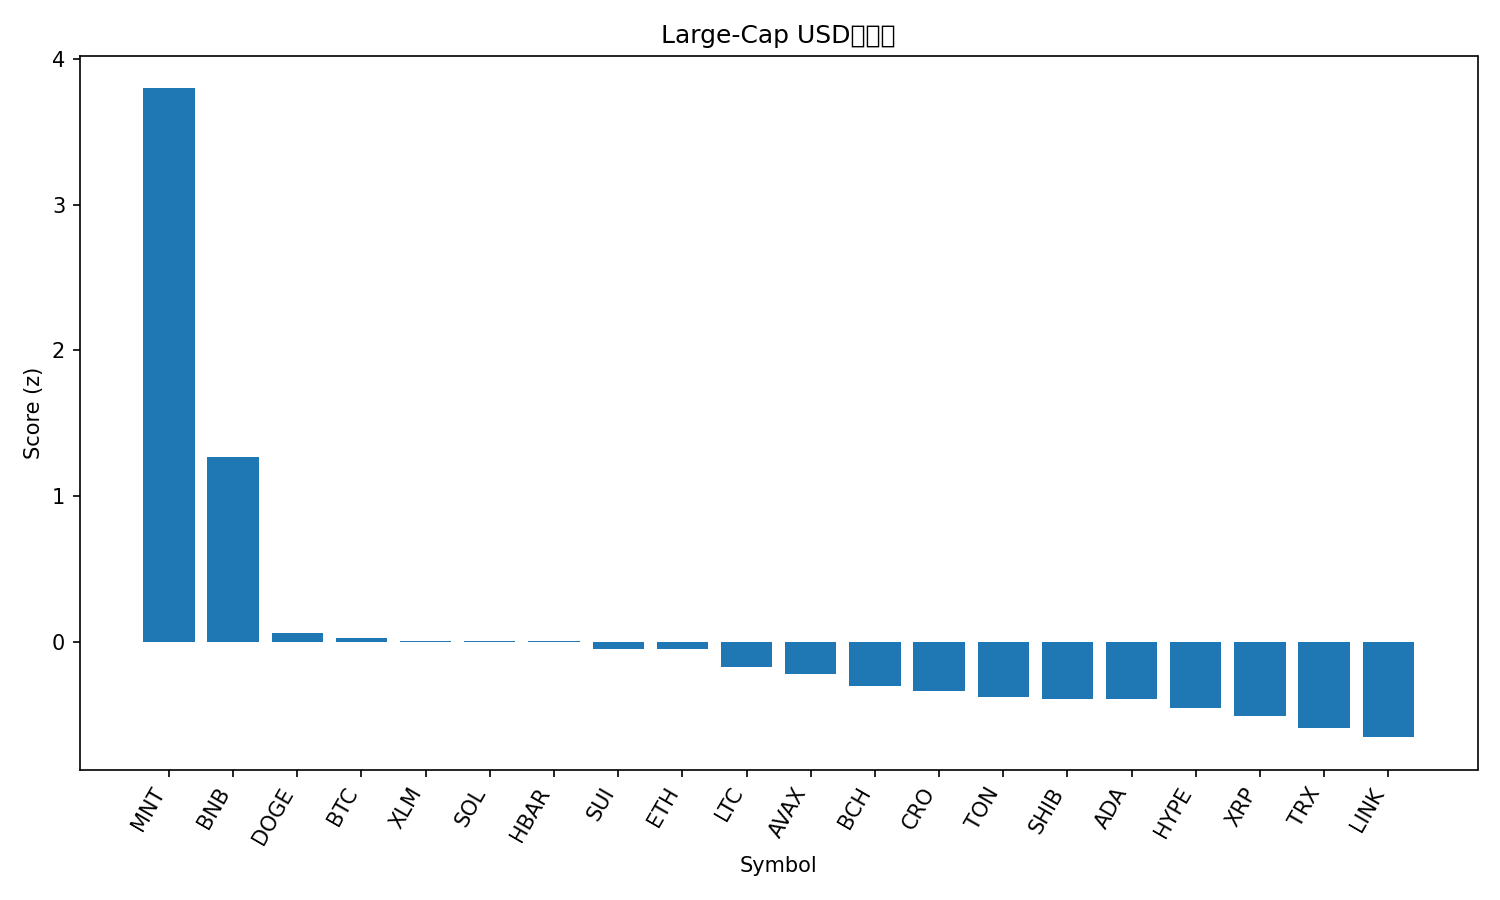 Large-Cap USD
4
3
2
1
0
Score (z)
MNT
BNB
DOGE
BTC
XLM
SOL
HBAR
SUI
ETH
LTC
AVAX
BCH
CRO
TON
SHIB
ADA
HYPE
XRP
TRX
LINK
Symbol